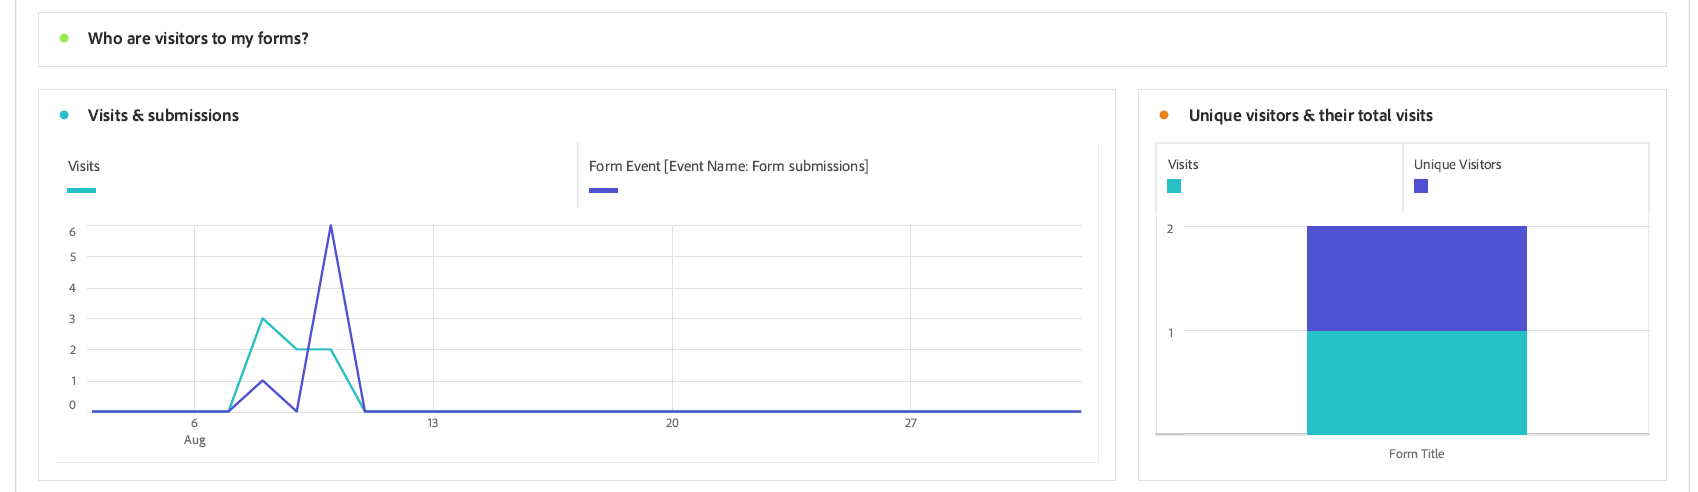 Who are visitors to my forms?
Visits & submissions
Visits
Form Event [Event Name: Form submissions]
6
5
4
3
2
1
0
6
13
20
27
Aug
Unique visitors & their total visits
Visits
Unique Visitors
2
1
Form Title